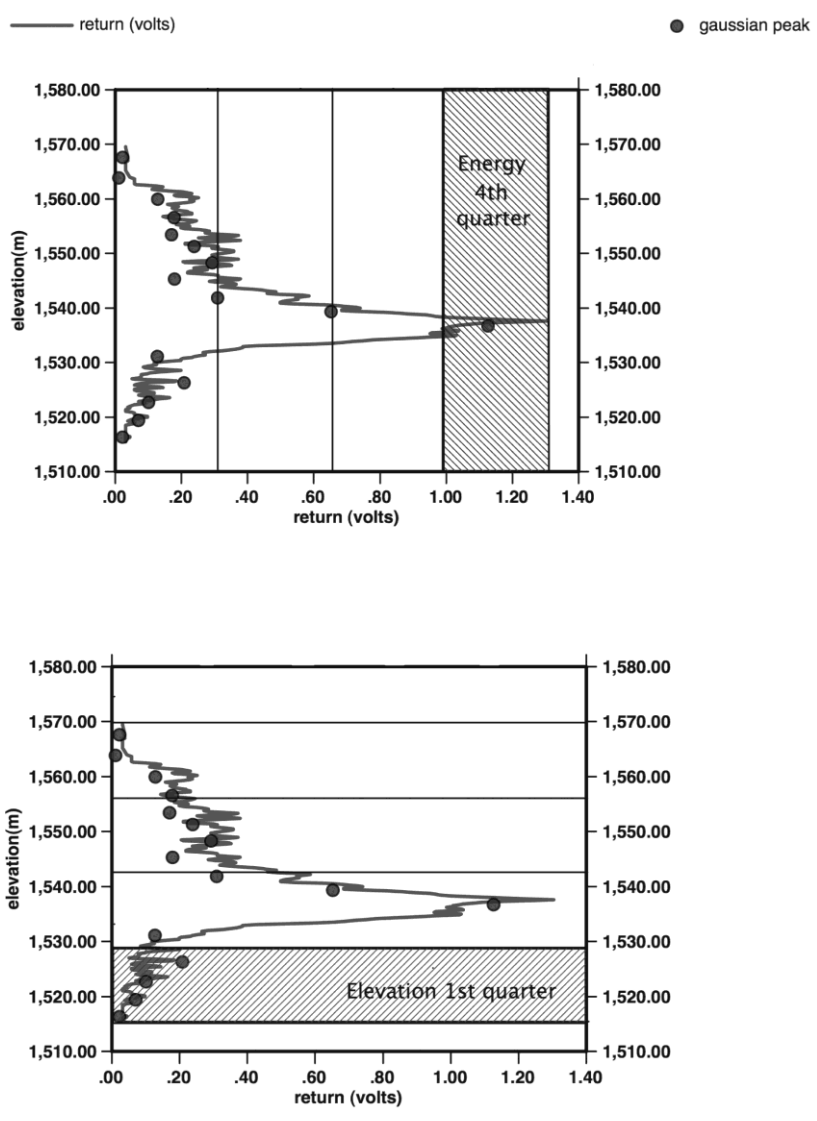 return (volts)
gaussian peak
1,580.00 1,580.00
1,570.00 1,570.00
Energy
1,560.00 4th 1,560.00
quarter
1,550.00 1,550.00
elevation(m)
1,540.00 1,540.00
1,530.00 1,530.00
1,520.00 1,520.00
1,510.00 1,510.00
.00 .20 .40 .60 .80 1.00 1.20 1.40
return (volts)
1,580.00 1,580.00
1,570.00 1,570.00
1,560.00 1,560.00
1,550.00 1,550.00
elevation(m)
1,540.00 1,540.00
1,530.00 1,530.00
Elevation 1st quarter
1,520.00 1,520.00
1,510.00 1,510.00
.00 .20 .40 .60 .80 1.00 1.20 1.40
return (volts)